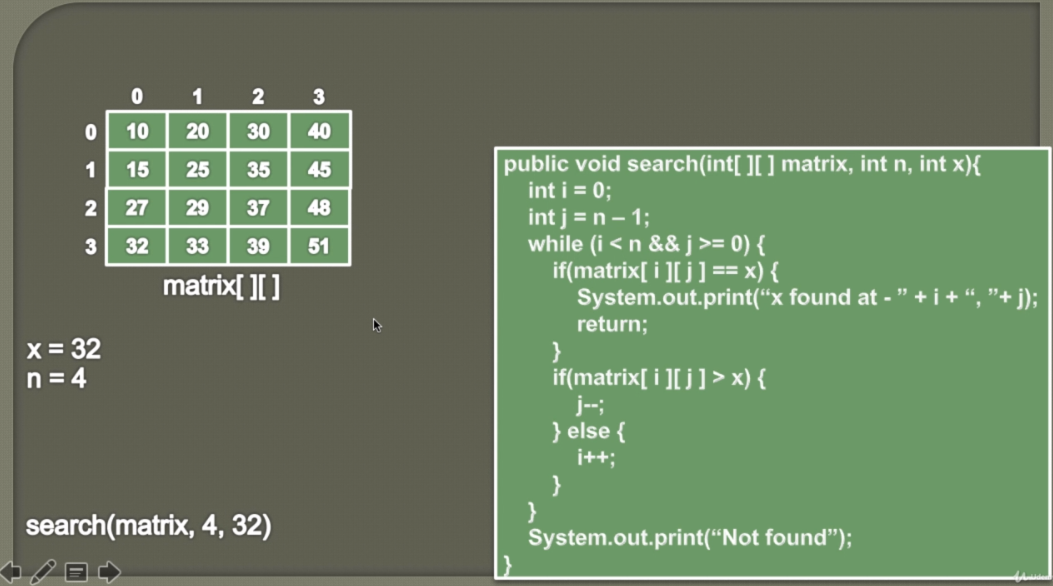 0 1 2 3
0 10 20 30 40
1 15 25 35 45
2 27 29 37 48
3 32 33 39 51
matrix[ ][ ]
x = 32
n = 4
search(matrix, 4, 32)
public void search(int[ ][ ] matrix, int n, int x){
int i = 0;
int j = n – 1;
while (i < n && j >= 0) {
if(matrix[ i ][ j ] == x) {
System.out.print(“x found at - ” + i + “, ”+ j);
return;
}
if(matrix[ i ][ j ] > x) {
j--;
} else {
i++;
}
}
System.out.print(“Not found”);
}